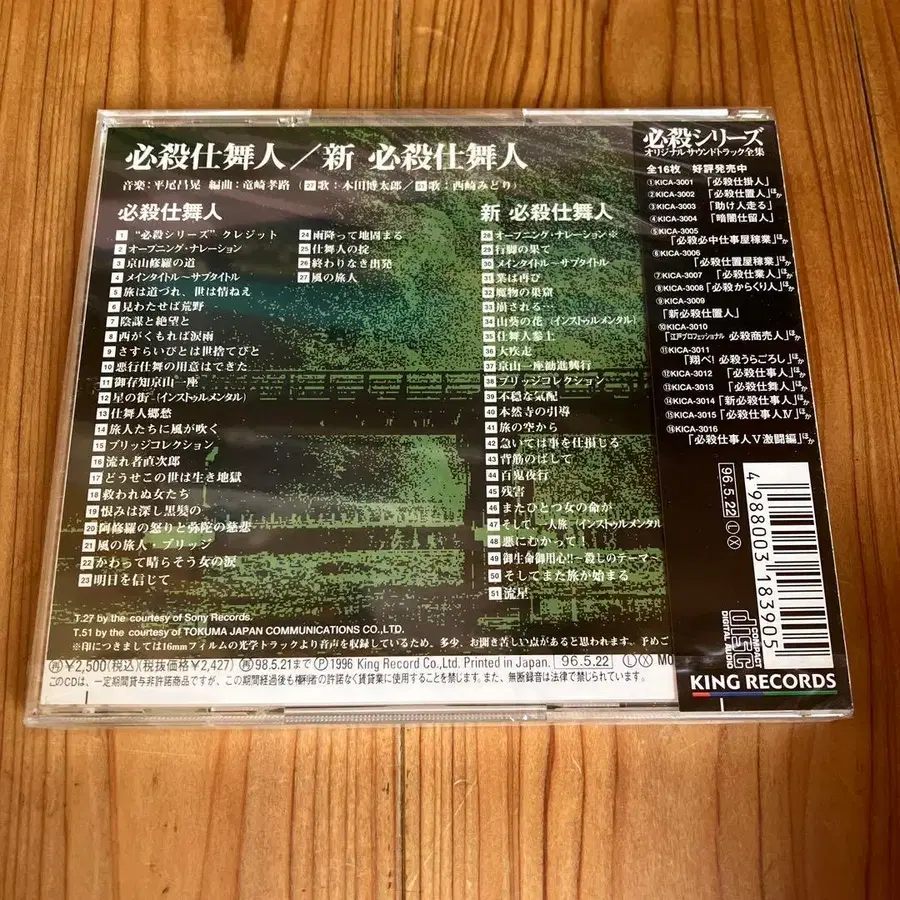 必殺仕舞人／新 必殺仕舞人
音楽:平尾昌晃 編曲:竜崎孝路 (27歌:本田博太郎／51歌:西崎みどり)
必殺仕舞人
1 “必殺シリーズ”クレジット
2 オープニング・ナレーション
3 京山修羅の道
4 メインタイトル〜サブタイトル
5 旅は道づれ、世は情ねえ
6 見わたせば荒野
7 陰謀と絶望と
8 西がくもれば涙雨
9 さすらいびとは世捨てびと
10 悪行仕舞の用意はできた
11 御存知京山一座
12 星の街 (インストゥルメンタル)
13 仕舞人郷愁
14 旅人たちに風が吹く
15 ブリッジコレクション
16 流れ者直次郎
17 どうせこの世は生き地獄
18 救われぬ女たち
19 恨みは深し黒髪の
20 阿修羅の怒りと弥陀の慈悲
21 風の旅人・ブリッジ
22 かわって晴らそう女の涙
23 明日を信じて
24 雨降って地固まる
25 仕舞人の掟
26 終わりなき出発
27 風の旅人
新 必殺仕舞人
28 オープニング・ナレーション※
29 行脚の果て
30 メインタイトル〜サブタイトル
31 業は再び
32 魔物の巣窟
33 崩される
34 山葵の花 (インストゥルメンタル)
35 仕舞人参上
36 大疾走
37 京山一座勧進興行
38 ブリッジコレクション
39 不穏な気配
40 本然寺の引導
41 旅の空から
42 急いては事を仕損じる
43 背筋のばして
44 百鬼夜行
45 残害
46 またひとつ女の命が
47 そして一人旅 (インストゥルメンタル
48 悪にむかって!
49 御生命御用心!!〜殺しのテーマ〜
50 そしてまた旅が始まる
51 流星
T.27 by the courtesy of Sony Records.
T.51 by the courtesy of TOKUMA JAPAN COMMUNICATIONS CO.,LTD.
※印につきましては16mmフィルムの光学トラックより音声を収録しているため、多少、お聞き苦しい点があると思われます。予めご
¥2,500(税込)(税抜価格¥2,427) 98.5.21まで Ⓟ 1996 King Record Co.,Ltd. Printed in Japan. 96.5.22 Ⓛ Ⓧ MO
このCDは、一定期間貸与非許諾商品ですが、この期間経過後も権利者の許諾なく賃貸業に使用することを禁じます。また、無断録音は法律で禁じられています。
必殺シリーズ
オリジナルサウンドトラック全集
全16枚 好評発売中
①KICA-3001 「必殺仕掛人」
②KICA-3002 「必殺仕置人」ほか
③KICA-3003 「助け人走る」
④KICA-3004 「暗闇仕留人」
⑤KICA-3005
「必殺必中仕事屋稼業」ほか
⑥KICA-3006
「必殺仕置屋稼業」ほか
⑦KICA-3007 「必殺仕業人」ほか
⑧KICA-3008 「必殺からくり人」ほか
⑨KICA-3009
「新必殺仕置人」
⑩KICA-3010
「江戸プロフェッショナル 必殺商売人」ほか
⑪KICA-3011
「翔べ!必殺うらごろし」ほか
⑫KICA-3012 「必殺仕事人」ほか
⑬KICA-3013 「必殺仕舞人」ほか
⑭KICA-3014 「新必殺仕事人」ほか
⑮KICA-3015 「必殺仕事人Ⅳ」ほか
⑯KICA-3016
「必殺仕事人Ⅴ激闘編」ほか
96.5.22 Ⓛ Ⓧ
4988003183905
COMPACT
disc
DIGITAL AUDIO
KING RECORDS